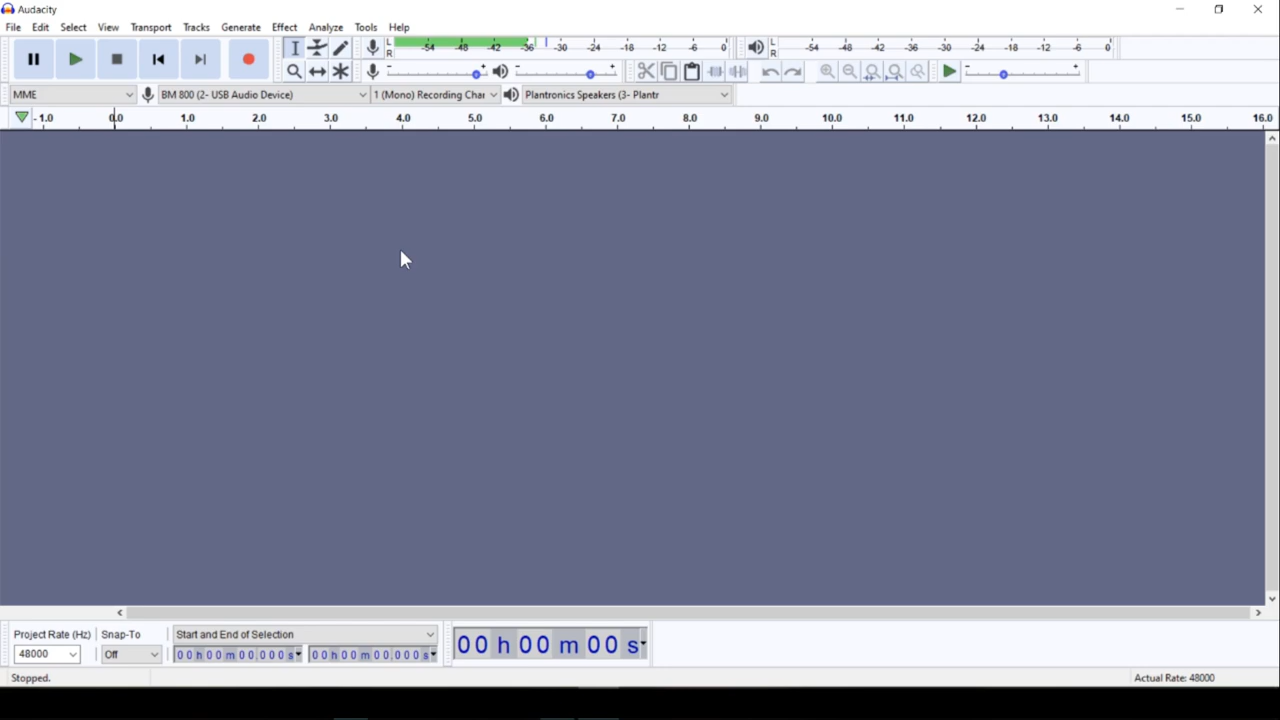 Audacity
File Edit Select View Transport Tracks Generate Effect Analyze Tools Help
L R -54 -48 -42 -36 -30 -24 -18 -12 -6 0 L R -54 -48 -42 -36 -30 -24 -18 -12 -6 0
MME BM 800 (2- USB Audio Device) 1 (Mono) Recording Char Plantronics Speakers (3- Plantr
-1.0 0.0 1.0 2.0 3.0 4.0 5.0 6.0 7.0 8.0 9.0 10.0 11.0 12.0 13.0 14.0 15.0 16.0
Project Rate (Hz) Snap-To Start and End of Selection
48000 Off 00 h 00 m 00.000 s 00 h 00 m 00.000 s 00 h 00 m 00 s
Stopped. Actual Rate: 48000